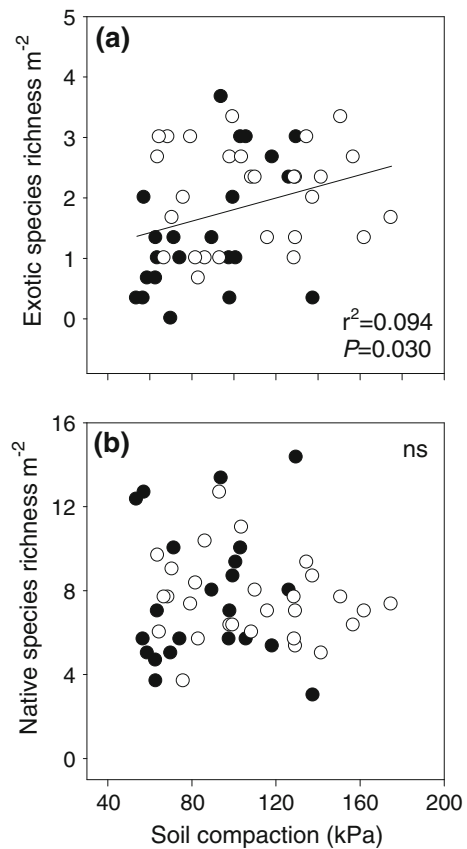 (a)
5
4
3
2
1
0
Exotic species richness m⁻²
r²=0.094
P=0.030
(b)
ns
16
12
8
4
0
Native species richness m⁻²
40 80 120 160 200
Soil compaction (kPa)